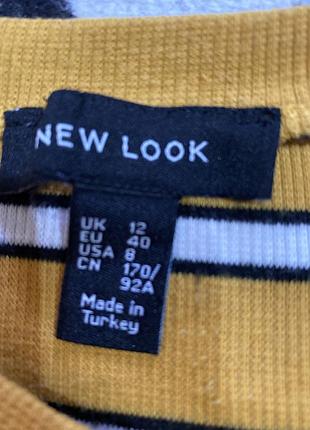 NEW LOOK
UK 12
EU 40
USA 8
CN 170/
92A
Made in
Turkey